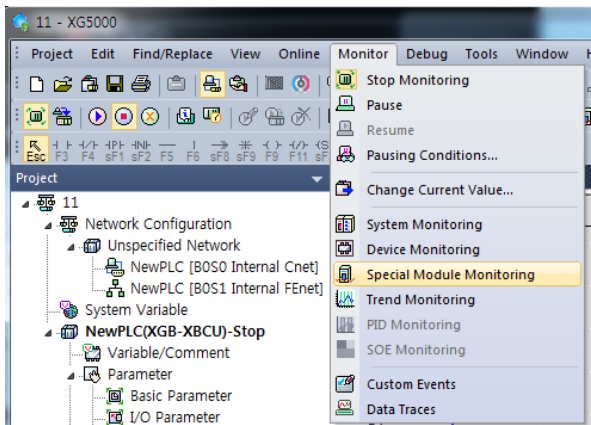 11 - XG5000
Project Edit Find/Replace View Online Monitor Debug Tools Window
Stop Monitoring
Pause
Resume
Pausing Conditions...
Change Current Value...
System Monitoring
Device Monitoring
Special Module Monitoring
Trend Monitoring
PID Monitoring
SOE Monitoring
Custom Events
Data Traces
Esc F3 F4 sF1 sF2 F5 F6 sF8 sF9 F9 F11
Project
11
Network Configuration
Unspecified Network
NewPLC [B0S0 Internal Cnet]
NewPLC [B0S1 Internal FEnet]
System Variable
NewPLC(XGB-XBCU)-Stop
Variable/Comment
Parameter
Basic Parameter
I/O Parameter